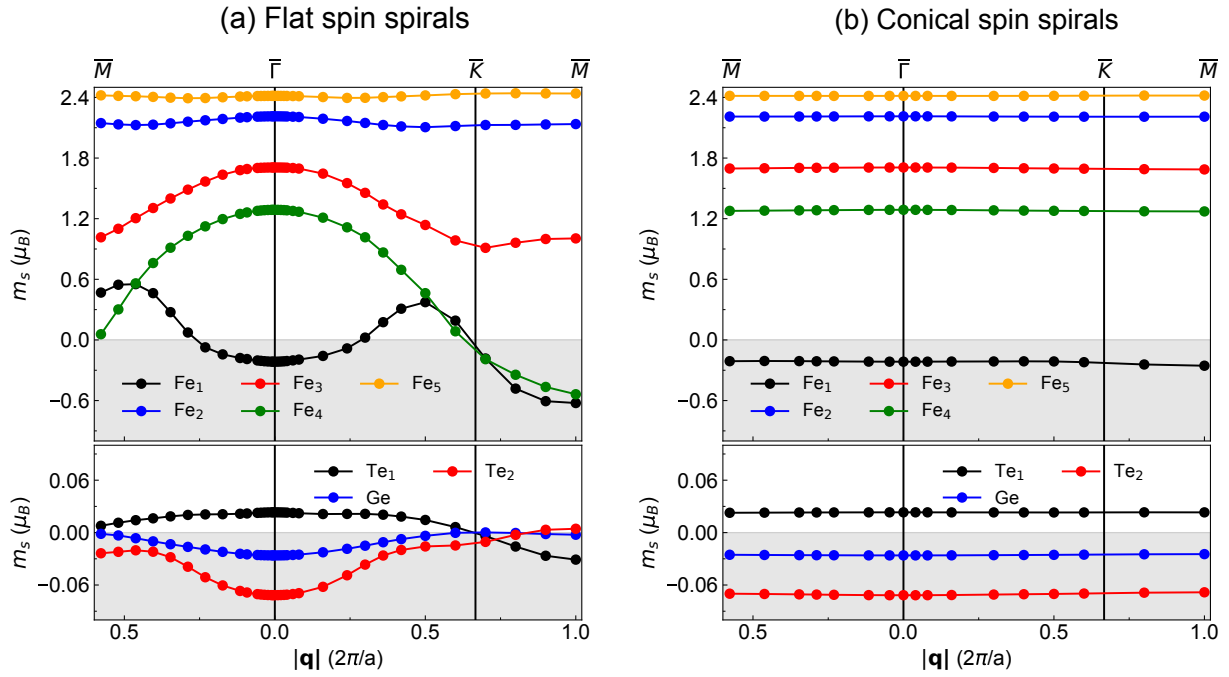 (a) Flat spin spirals
(b) Conical spin spirals
M̅ Γ̅ K̅ M̅
M̅ Γ̅ K̅ M̅
2.4
1.8
1.2
0.6
0.0
−0.6
mₛ (μ_B)
Fe₁ Fe₃ Fe₅
Fe₂ Fe₄
2.4
1.8
1.2
0.6
0.0
−0.6
mₛ (μ_B)
Fe₁ Fe₃ Fe₅
Fe₂ Fe₄
0.06
0.00
−0.06
mₛ (μ_B)
Te₁ Te₂
Ge
0.5 0.0 0.5 1.0
|q| (2π/a)
0.06
0.00
−0.06
mₛ (μ_B)
Te₁ Te₂
Ge
0.5 0.0 0.5 1.0
|q| (2π/a)